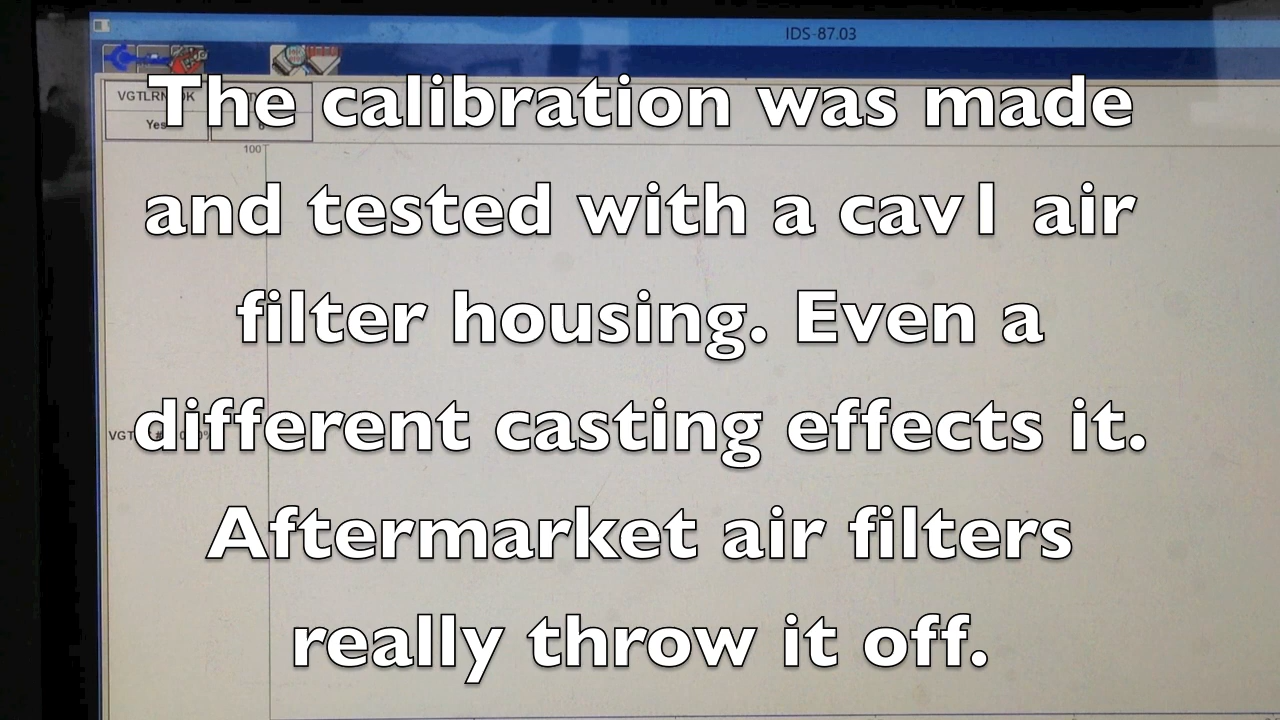 IDS-87.03
The calibration was made
Yes
100
and tested with a cav1 air
filter housing. Even a
different casting effects it.
Aftermarket air filters
really throw it off.